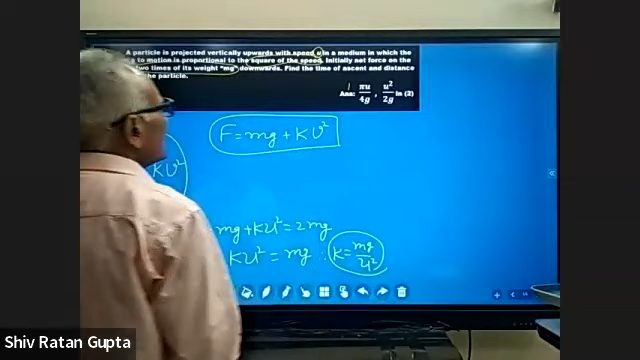 A particle is projected vertically upwards with speed u in a medium in which the
to motion is proportional to the square of the speed. Initially net force on the
two times of its weight "mg" downwards. Find the time of ascent and distance
the particle.
Ans: πu/4g , u²/2g ln (2)
F = mg + KV²
KV²
mg + KU² = 2mg
KU² = mg ∴ K = mg/U²
Shiv Ratan Gupta